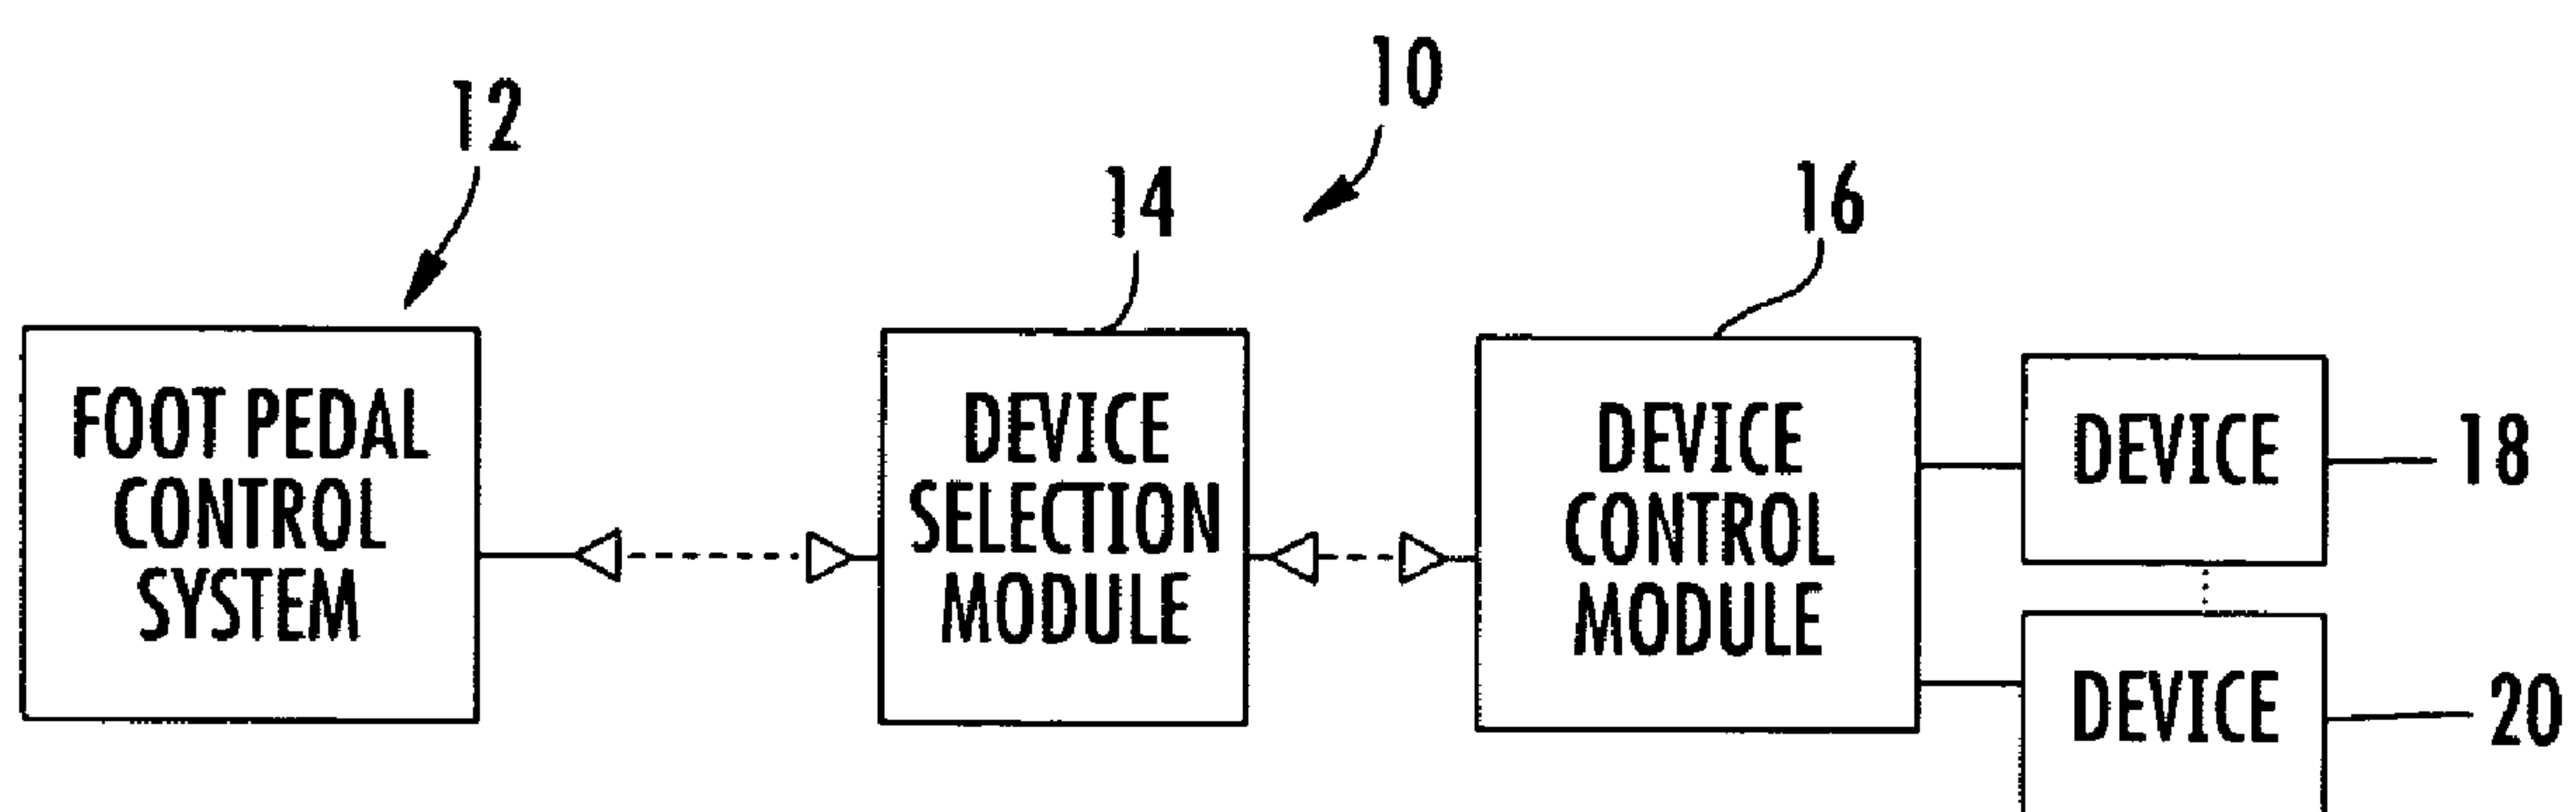 10
12
14
16
FOOT PEDAL
CONTROL
SYSTEM
DEVICE
SELECTION
MODULE
DEVICE
CONTROL
MODULE
DEVICE
18
DEVICE
20